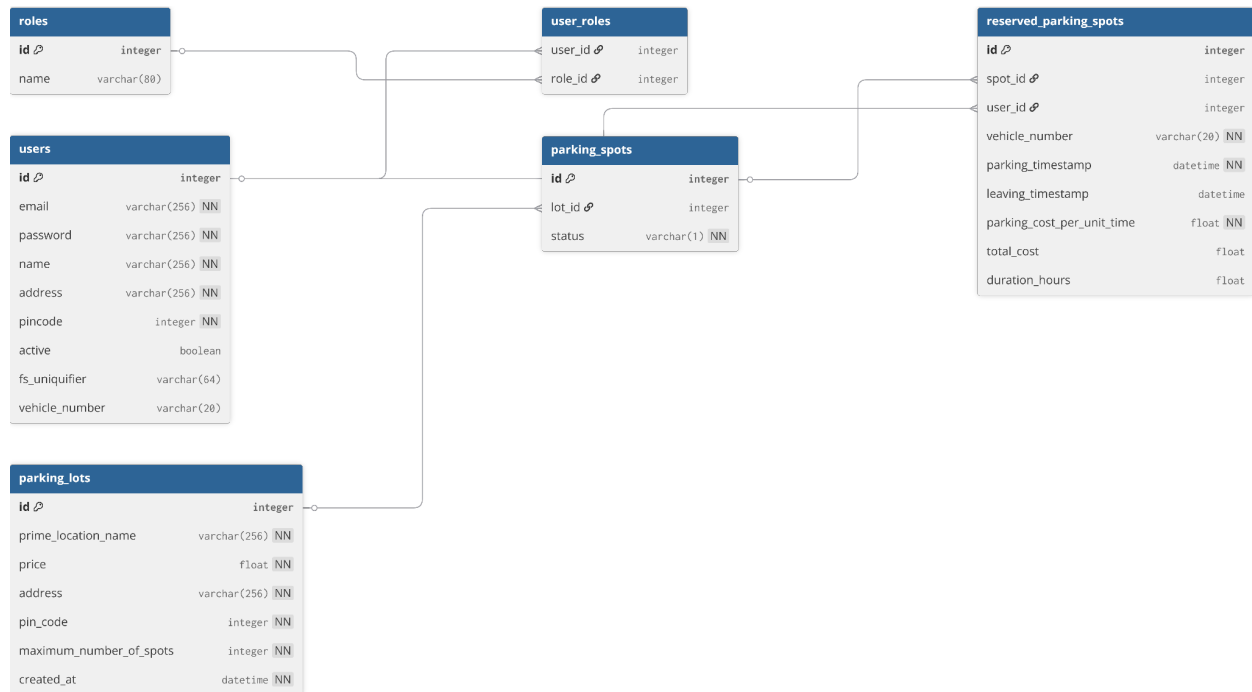 roles
id integer
name varchar(80)
users
id integer
email varchar(256) NN
password varchar(256) NN
name varchar(256) NN
address varchar(256) NN
pincode integer NN
active boolean
fs_uniquifier varchar(64)
vehicle_number varchar(20)
parking_lots
id integer
prime_location_name varchar(256) NN
price float NN
address varchar(256) NN
pin_code integer NN
maximum_number_of_spots integer NN
created_at datetime NN
user_roles
user_id integer
role_id integer
parking_spots
id integer
lot_id integer
status varchar(1) NN
reserved_parking_spots
id integer
spot_id integer
user_id integer
vehicle_number varchar(20) NN
parking_timestamp datetime NN
leaving_timestamp datetime
parking_cost_per_unit_time float NN
total_cost float
duration_hours float